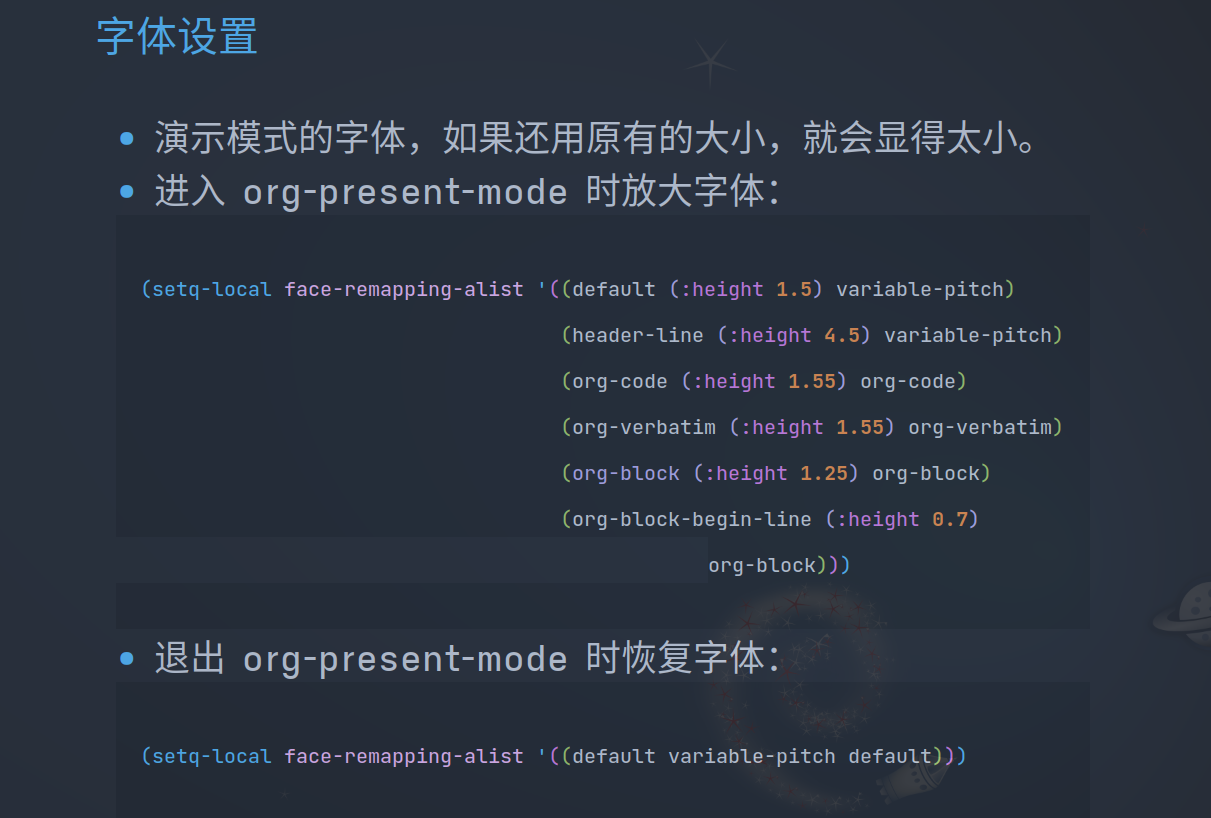 字体设置
• 演示模式的字体，如果还用原有的大小，就会显得太小。
• 进入 org-present-mode 时放大字体：
(setq-local face-remapping-alist '((default (:height 1.5) variable-pitch)
(header-line (:height 4.5) variable-pitch)
(org-code (:height 1.55) org-code)
(org-verbatim (:height 1.55) org-verbatim)
(org-block (:height 1.25) org-block)
(org-block-begin-line (:height 0.7)
org-block)))
• 退出 org-present-mode 时恢复字体：
(setq-local face-remapping-alist '((default variable-pitch default)))